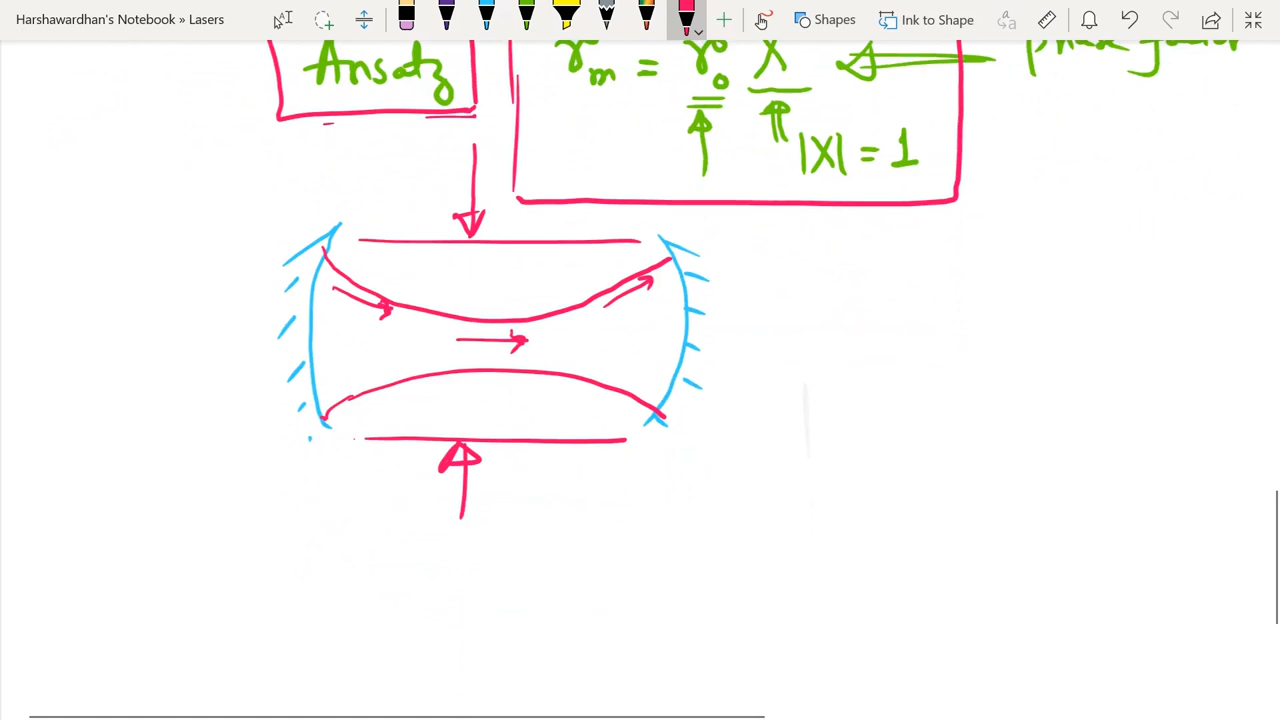 Harshawardhan's Notebook » Lasers
Shapes
Ink to Shape
Ansatz
r_m = r_0 X
|X| = 1